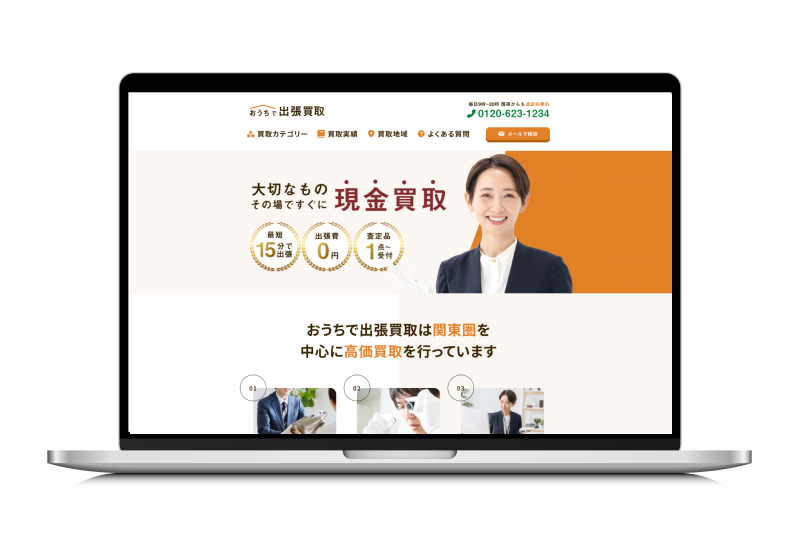 おうちで 出張買取
毎日9時~20時 携帯からも通話料無料
0120-623-1234
買取カテゴリー 買取実績 買取地域 よくある質問 メールで相談
大切なもの
その場ですぐに 現金買取
最短 15分で出張
出張費 0円
査定品 1点~受付
おうちで出張買取は関東圏を
中心に高価買取を行っています
01 02 03